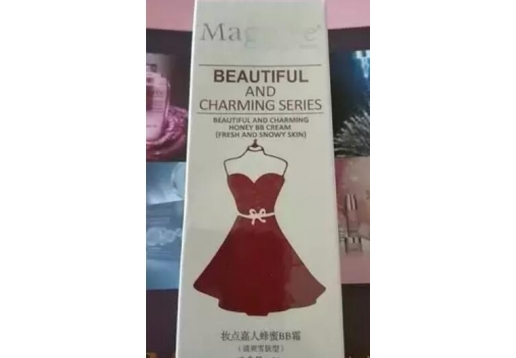 BEAUTIFUL
AND
CHARMING SERIES
BEAUTIFUL AND CHARMING
HONEY BB CREAM
(FRESH AND SNOWY SKIN)
妆点嘉人蜂蜜BB霜